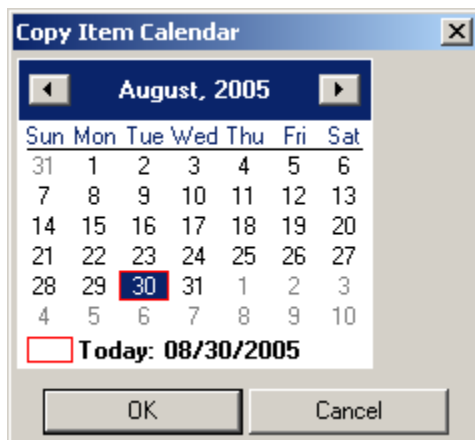 Copy Item Calendar
August, 2005
Sun Mon Tue Wed Thu Fri Sat
31 1 2 3 4 5 6
7 8 9 10 11 12 13
14 15 16 17 18 19 20
21 22 23 24 25 26 27
28 29 30 31 1 2 3
4 5 6 7 8 9 10
Today: 08/30/2005
OK Cancel